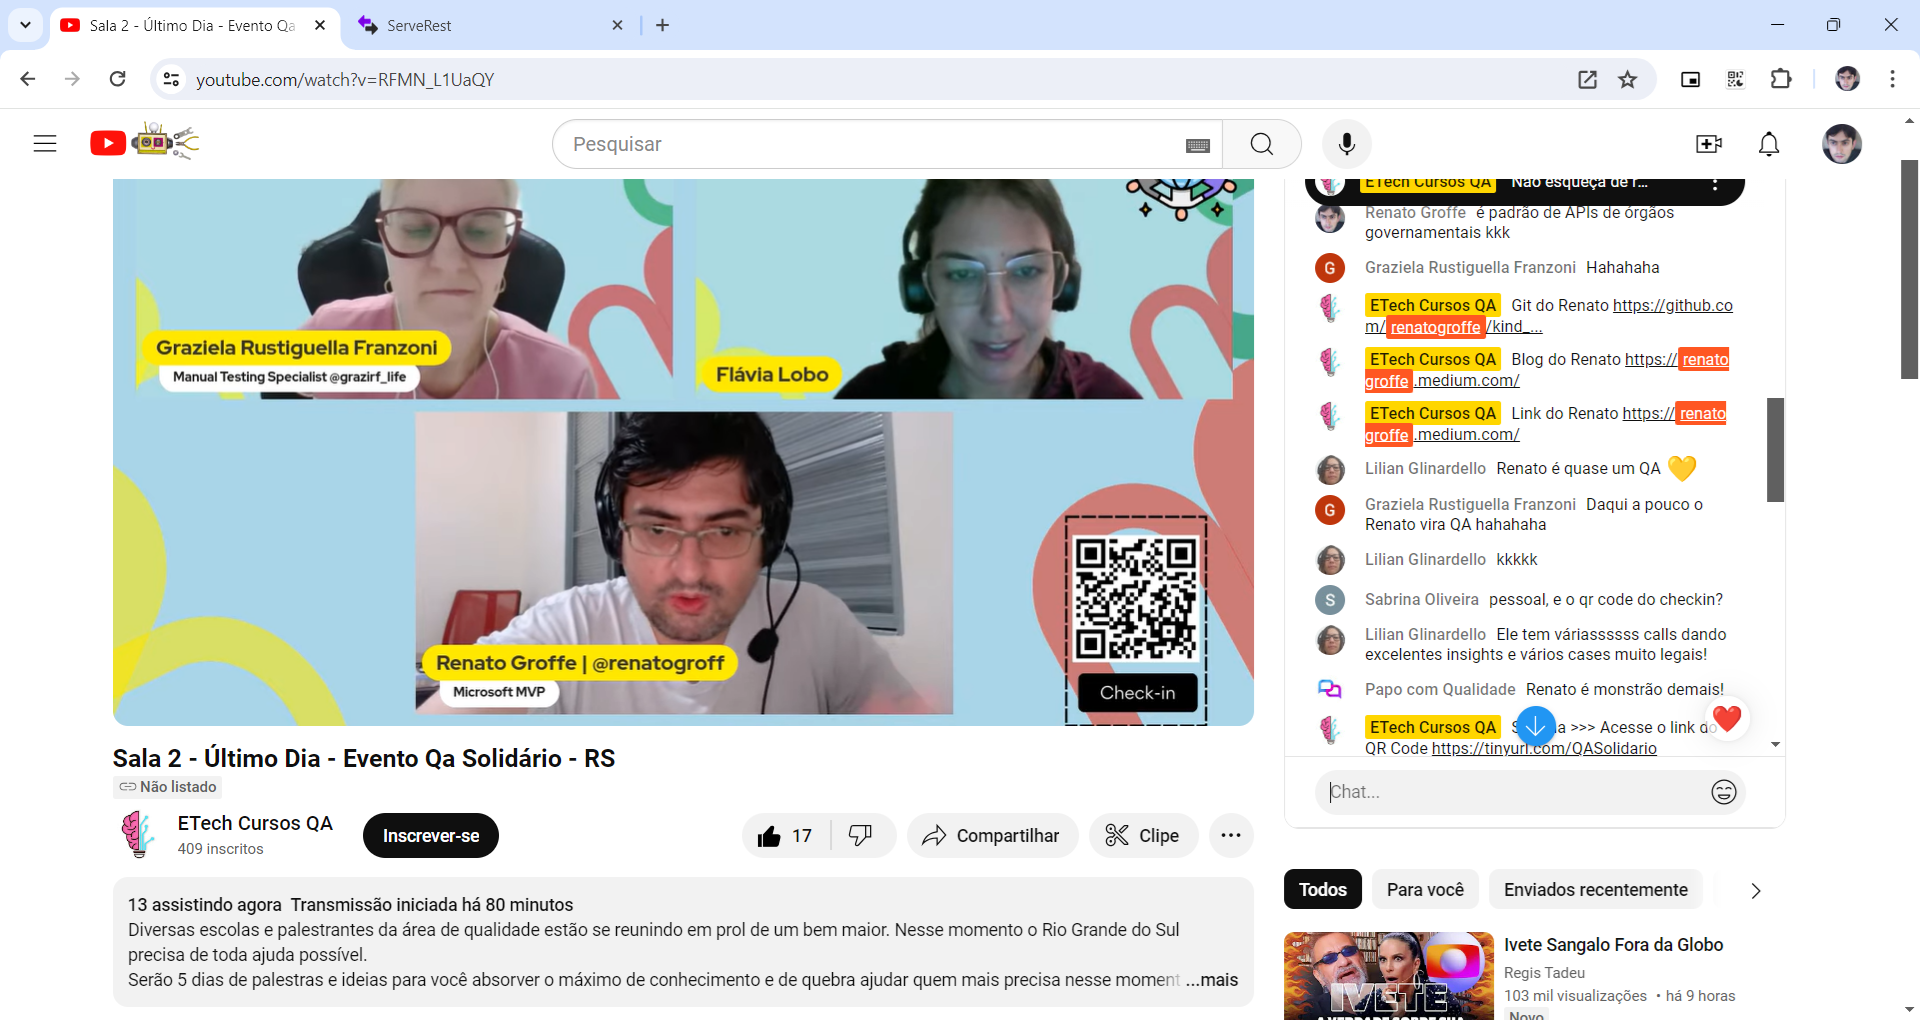 Sala 2 - Último Dia - Evento Qa
ServeRest
youtube.com/watch?v=RFMN_L1UaQY
Pesquisar
Graziela Rustiguella Franzoni
Manual Testing Specialist @grazirf_life
Flávia Lobo
Renato Groffe | @renatogroff
Microsoft MVP
Check-in
ETech Cursos QA Não esqueça de r...
Renato Groffe é padrão de APIs de órgãos
governamentais kkk
G
Graziela Rustiguella Franzoni Hahahaha
ETech Cursos QA Git do Renato https://github.co
m/renatogroffe/kind_...
ETech Cursos QA Blog do Renato https://renato
groffe.medium.com/
ETech Cursos QA Link do Renato https://renato
groffe.medium.com/
Lilian Glinardello Renato é quase um QA 💛
G
Graziela Rustiguella Franzoni Daqui a pouco o
Renato vira QA hahahaha
Lilian Glinardello kkkkk
S
Sabrina Oliveira pessoal, e o qr code do checkin?
Lilian Glinardello Ele tem váriassssss calls dando
excelentes insights e vários cases muito legais!
Papo com Qualidade Renato é monstrão demais!
ETech Cursos QA >>> Acesse o link do
QR Code https://tinyurl.com/QASolidario
Chat...
Sala 2 - Último Dia - Evento Qa Solidário - RS
Não listado
ETech Cursos QA
409 inscritos
Inscrever-se
17
Compartilhar
Clipe
13 assistindo agora Transmissão iniciada há 80 minutos
Diversas escolas e palestrantes da área de qualidade estão se reunindo em prol de um bem maior. Nesse momento o Rio Grande do Sul
precisa de toda ajuda possível.
Serão 5 dias de palestras e ideias para você absorver o máximo de conhecimento e de quebra ajudar quem mais precisa nesse moment ...mais
Todos
Para você
Enviados recentemente
IVETE
Ivete Sangalo Fora da Globo
Regis Tadeu
103 mil visualizações • há 9 horas
Novo